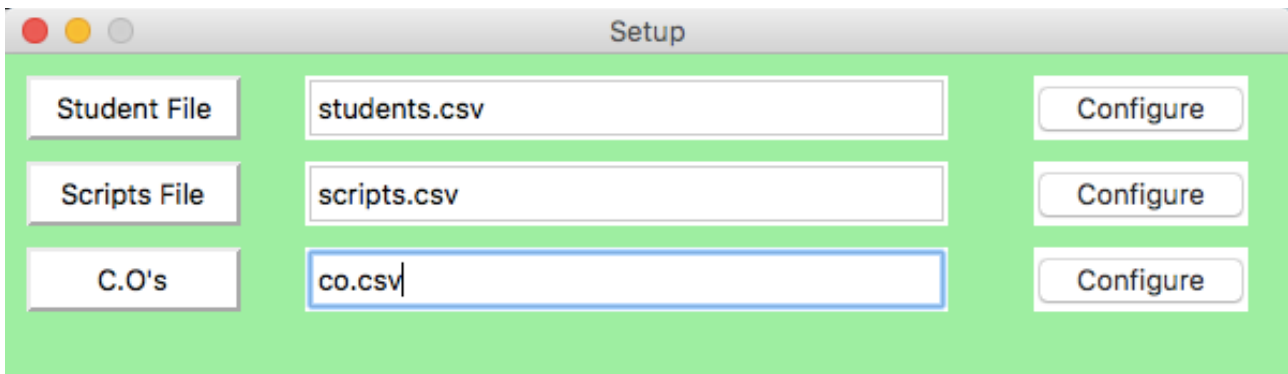 Setup
Student File students.csv Configure
Scripts File scripts.csv Configure
C.O's co.csv Configure